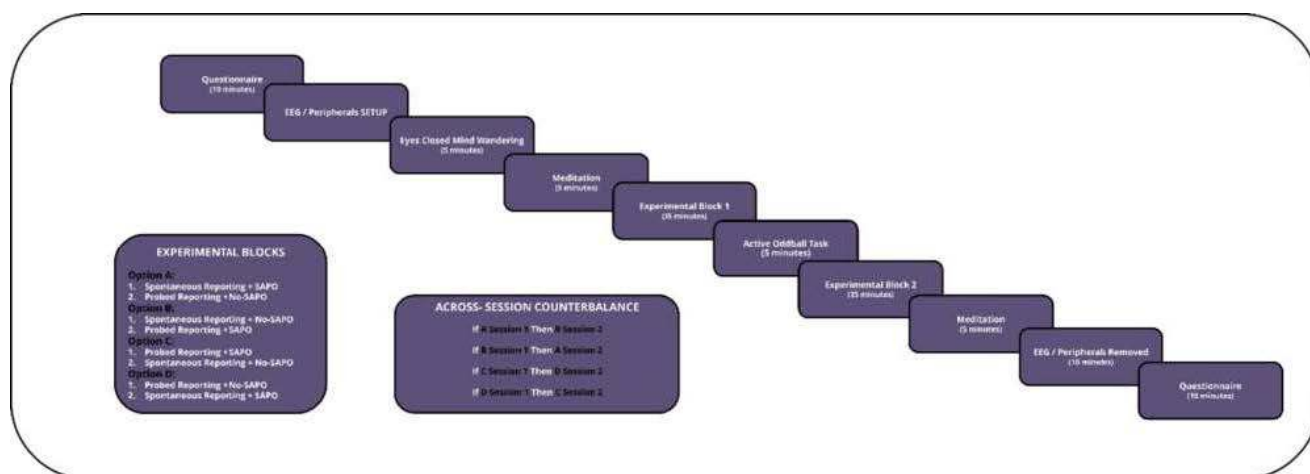 Questionnaire
(10 minutes)
EEG / Peripherals SETUP
Eyes Closed Mind Wandering
(5 minutes)
Meditation
(5 minutes)
Experimental Block 1
(35 minutes)
Active Oddball Task
(5 minutes)
Experimental Block 2
(35 minutes)
Meditation
(5 minutes)
EEG / Peripherals Removed
(10 minutes)
Questionnaire
(10 minutes)
EXPERIMENTAL BLOCKS
Option A:
1. Spontaneous Reporting + SAPO
2. Probed Reporting + No-SAPO
Option B:
1. Spontaneous Reporting + No-SAPO
2. Probed Reporting + SAPO
Option C:
1. Probed Reporting + SAPO
2. Spontaneous Reporting + No-SAPO
Option D:
1. Probed Reporting + No-SAPO
2. Spontaneous Reporting + SAPO
ACROSS- SESSION COUNTERBALANCE
If A Session 1 Then B Session 2
If B Session 1 Then A Session 2
If C Session 1 Then D Session 2
If D Session 1 Then C Session 2